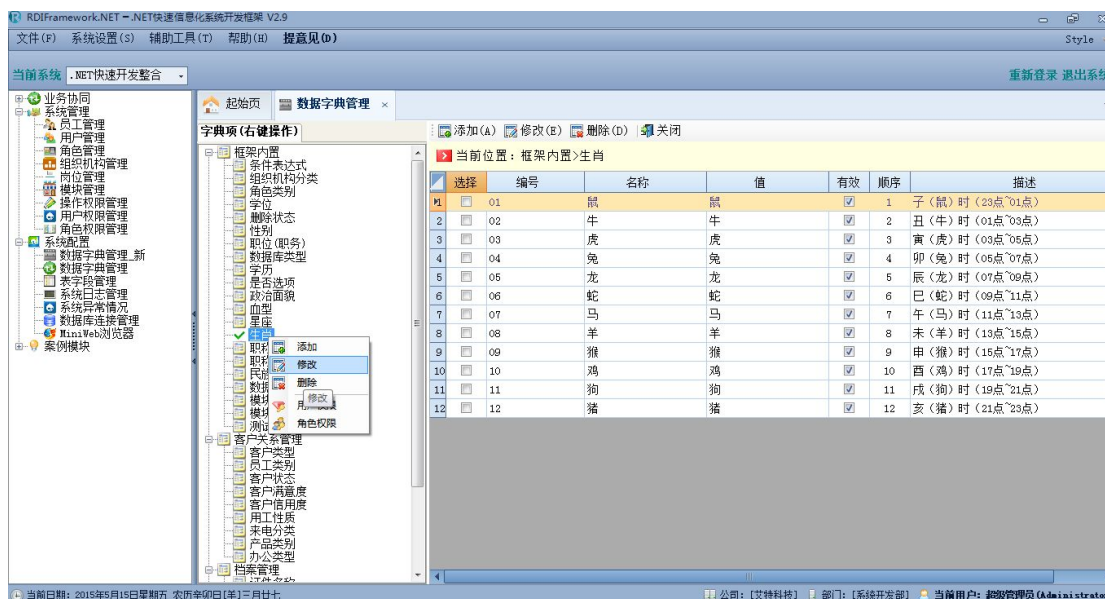 RDIFramework.NET - .NET快速信息化系统开发框架 V2.9
文件(F) 系统设置(S) 辅助工具(T) 帮助(H) 提意见(D)
Style
当前系统 .NET快速开发整合
重新登录 退出系统
业务协同
系统管理
员工管理
用户管理
角色管理
组织机构管理
岗位管理
模块管理
操作权限管理
用户权限管理
角色权限管理
系统配置
数据字典管理_新
数据字典管理
表字段管理
系统日志管理
系统异常情况
数据库连接管理
MiniWeb浏览器
案例模块
起始页 数据字典管理
字典项(右键操作)
框架内置
条件表达式
组织机构分类
角色类别
学位
删除状态
性别
职位(职务)
数据库类型
学历
是否选项
政治面貌
血型
星座
生肖
职称
职
民族
数据
模块
模块
测试
添加
修改
删除
修改
角色权限
客户关系管理
客户类型
员工类别
客户状态
客户满意度
客户信用度
用工性质
来电分类
产品类别
办公类型
档案管理
证件名称
添加(A) 修改(E) 删除(D) 关闭
当前位置：框架内置>生肖
选择 编号 名称 值 有效 顺序 描述
1 01 鼠 鼠 1 子（鼠）时（23点~01点）
2 02 牛 牛 2 丑（牛）时（01点~03点）
3 03 虎 虎 3 寅（虎）时（03点~05点）
4 04 兔 兔 4 卯（兔）时（05点~07点）
5 05 龙 龙 5 辰（龙）时（07点~09点）
6 06 蛇 蛇 6 巳（蛇）时（09点~11点）
7 07 马 马 7 午（马）时（11点~13点）
8 08 羊 羊 8 未（羊）时（13点~15点）
9 09 猴 猴 9 申（猴）时（15点~17点）
10 10 鸡 鸡 10 酉（鸡）时（17点~19点）
11 11 狗 狗 11 戌（狗）时（19点~21点）
12 12 猪 猪 12 亥（猪）时（21点~23点）
当前日期：2015年5月15日星期五 农历辛卯日[羊]三月廿七
公司：[艾特科技] 部门：[系统开发部] 当前用户：超级管理员(Administrator